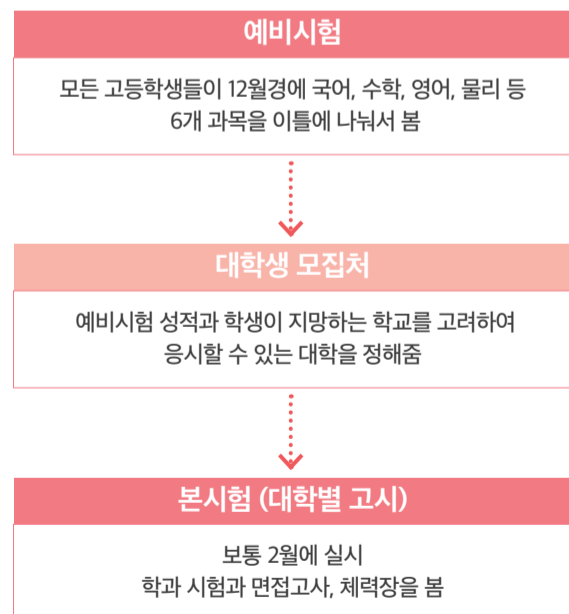 예비시험
모든 고등학생들이 12월경에 국어, 수학, 영어, 물리 등
6개 과목을 이틀에 나눠서 봄
대학생 모집처
예비시험 성적과 학생이 지망하는 학교를 고려하여
응시할 수 있는 대학을 정해줌
본시험 (대학별 고시)
보통 2월에 실시
학과 시험과 면접고사, 체력장을 봄